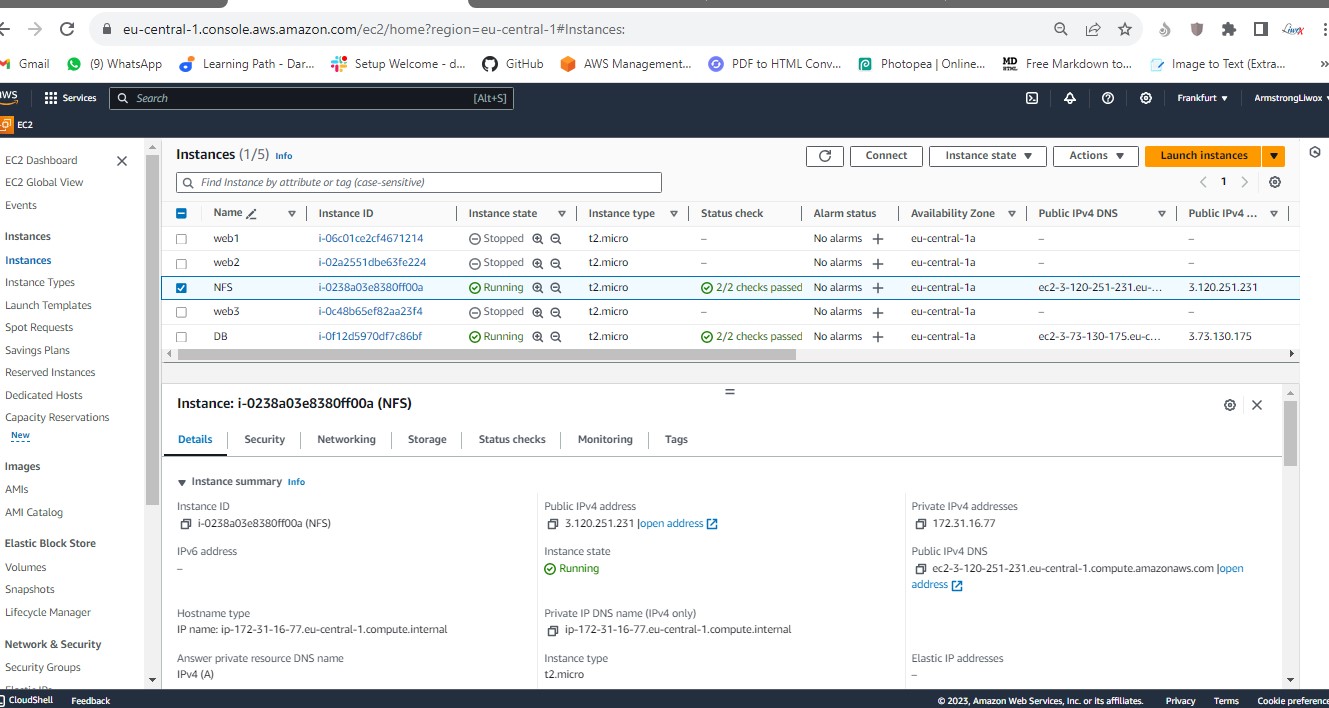 eu-central-1.console.aws.amazon.com/ec2/home?region=eu-central-1#Instances:
Gmail (9) WhatsApp Learning Path - Dar... Setup Welcome - d... GitHub AWS Management... PDF to HTML Conv... Photopea | Online... MD Free Markdown to... Image to Text (Extra... »
aws Services Search [Alt+S] Frankfurt ▼ ArmstrongLiwox
EC2
EC2 Dashboard
EC2 Global View
Events
Instances
Instances
Instance Types
Launch Templates
Spot Requests
Savings Plans
Reserved Instances
Dedicated Hosts
Capacity Reservations
New
Images
AMIs
AMI Catalog
Elastic Block Store
Volumes
Snapshots
Lifecycle Manager
Network & Security
Security Groups
Instances (1/5) Info Connect Instance state ▼ Actions ▼ Launch instances ▼
Find Instance by attribute or tag (case-sensitive) 1
Name Instance ID Instance state Instance type Status check Alarm status Availability Zone Public IPv4 DNS Public IPv4 ...
web1 i-06c01ce2cf4671214 Stopped t2.micro – No alarms + eu-central-1a – –
web2 i-02a2551dbe63fe224 Stopped t2.micro – No alarms + eu-central-1a – –
NFS i-0238a03e8380ff00a Running t2.micro 2/2 checks passed No alarms + eu-central-1a ec2-3-120-251-231.eu-... 3.120.251.231
web3 i-0c48b65ef82aa23f4 Stopped t2.micro – No alarms + eu-central-1a – –
DB i-0f12d5970df7c86bf Running t2.micro 2/2 checks passed No alarms + eu-central-1a ec2-3-73-130-175.eu-c... 3.73.130.175
Instance: i-0238a03e8380ff00a (NFS)
Details Security Networking Storage Status checks Monitoring Tags
▼ Instance summary Info
Instance ID
i-0238a03e8380ff00a (NFS)
Public IPv4 address
3.120.251.231 |open address
Private IPv4 addresses
172.31.16.77
IPv6 address
–
Instance state
Running
Public IPv4 DNS
ec2-3-120-251-231.eu-central-1.compute.amazonaws.com |open
address
Hostname type
IP name: ip-172-31-16-77.eu-central-1.compute.internal
Private IP DNS name (IPv4 only)
ip-172-31-16-77.eu-central-1.compute.internal
Answer private resource DNS name
IPv4 (A)
Instance type
t2.micro
Elastic IP addresses
–
CloudShell Feedback © 2023, Amazon Web Services, Inc. or its affiliates. Privacy Terms Cookie preference